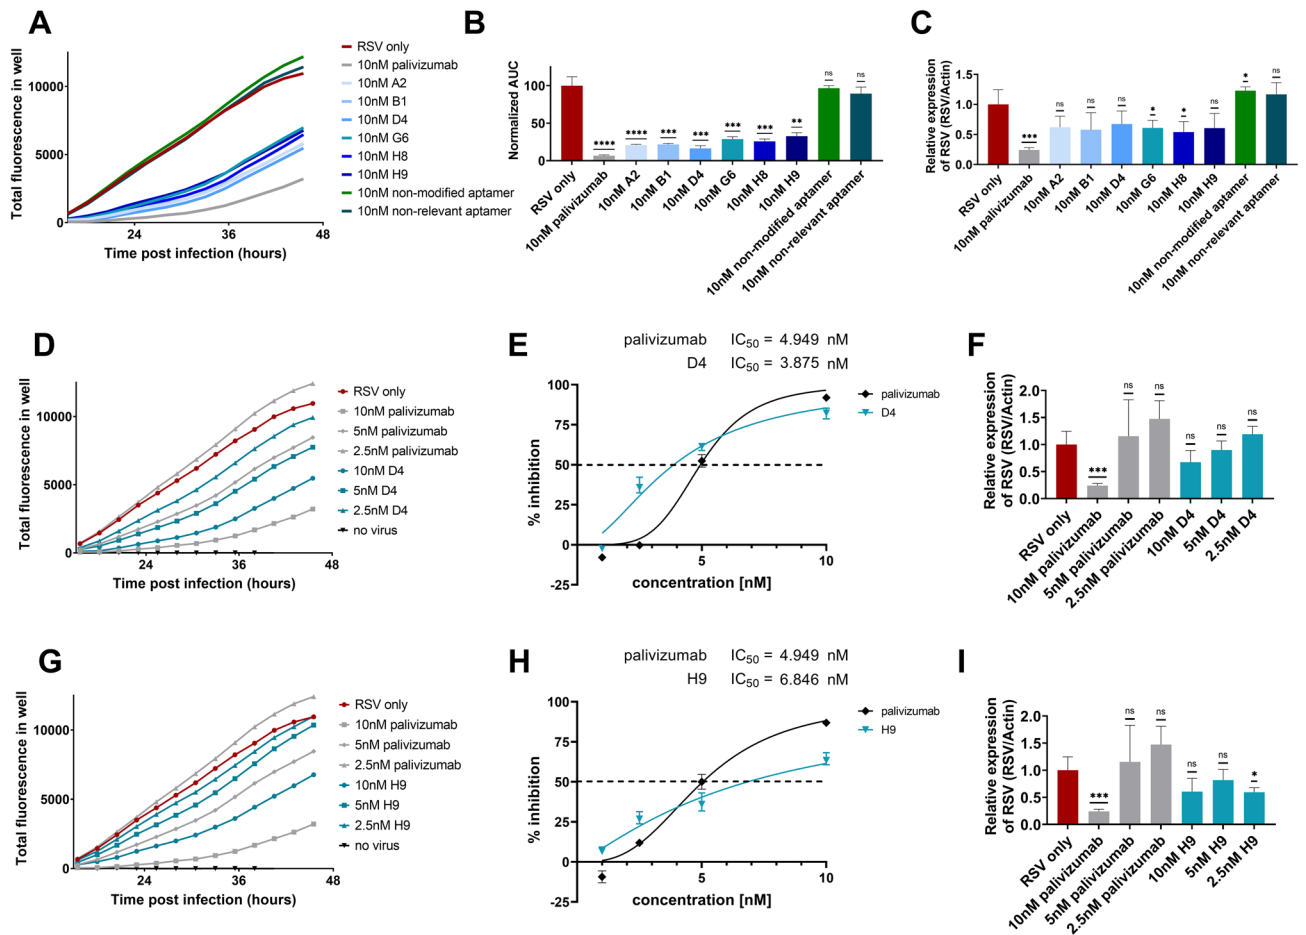 A
Total fluorescence in well
10000
5000
0
24
36
48
Time post infection (hours)
RSV only
10nM palivizumab
10nM A2
10nM B1
10nM D4
10nM G6
10nM H8
10nM H9
10nM non-modified aptamer
10nM non-relevant aptamer
B
Normalized AUC
100
50
0
****
****
***
***
***
***
**
ns
ns
RSV only
10nM palivizumab
10nM A2
10nM B1
10nM D4
10nM G6
10nM H8
10nM H9
10nM non-modified aptamer
10nM non-relevant aptamer
C
Relative expression
of RSV (RSV/Actin)
1.5
1.0
0.5
0.0
***
ns
ns
ns
*
*
ns
*
ns
RSV only
10nM palivizumab
10nM A2
10nM B1
10nM D4
10nM G6
10nM H8
10nM H9
10nM non-modified aptamer
10nM non-relevant aptamer
D
Total fluorescence in well
10000
5000
0
24
36
48
Time post infection (hours)
RSV only
10nM palivizumab
5nM palivizumab
2.5nM palivizumab
10nM D4
5nM D4
2.5nM D4
no virus
E
palivizumab IC50 = 4.949 nM
D4 IC50 = 3.875 nM
% inhibition
100
75
50
25
0
-25
5
10
concentration [nM]
palivizumab
D4
F
Relative expression
of RSV (RSV/Actin)
2.0
1.5
1.0
0.5
0.0
***
ns
ns
ns
ns
ns
RSV only
10nM palivizumab
5nM palivizumab
2.5nM palivizumab
10nM D4
5nM D4
2.5nM D4
G
Total fluorescence in well
10000
5000
0
24
36
48
Time post infection (hours)
RSV only
10nM palivizumab
5nM palivizumab
2.5nM palivizumab
10nM H9
5nM H9
2.5nM H9
no virus
H
palivizumab IC50 = 4.949 nM
H9 IC50 = 6.846 nM
% inhibition
100
75
50
25
0
-25
5
10
concentration [nM]
palivizumab
H9
I
Relative expression
of RSV (RSV/Actin)
2.0
1.5
1.0
0.5
0.0
***
ns
ns
ns
ns
*
RSV only
10nM palivizumab
5nM palivizumab
2.5nM palivizumab
10nM H9
5nM H9
2.5nM H9